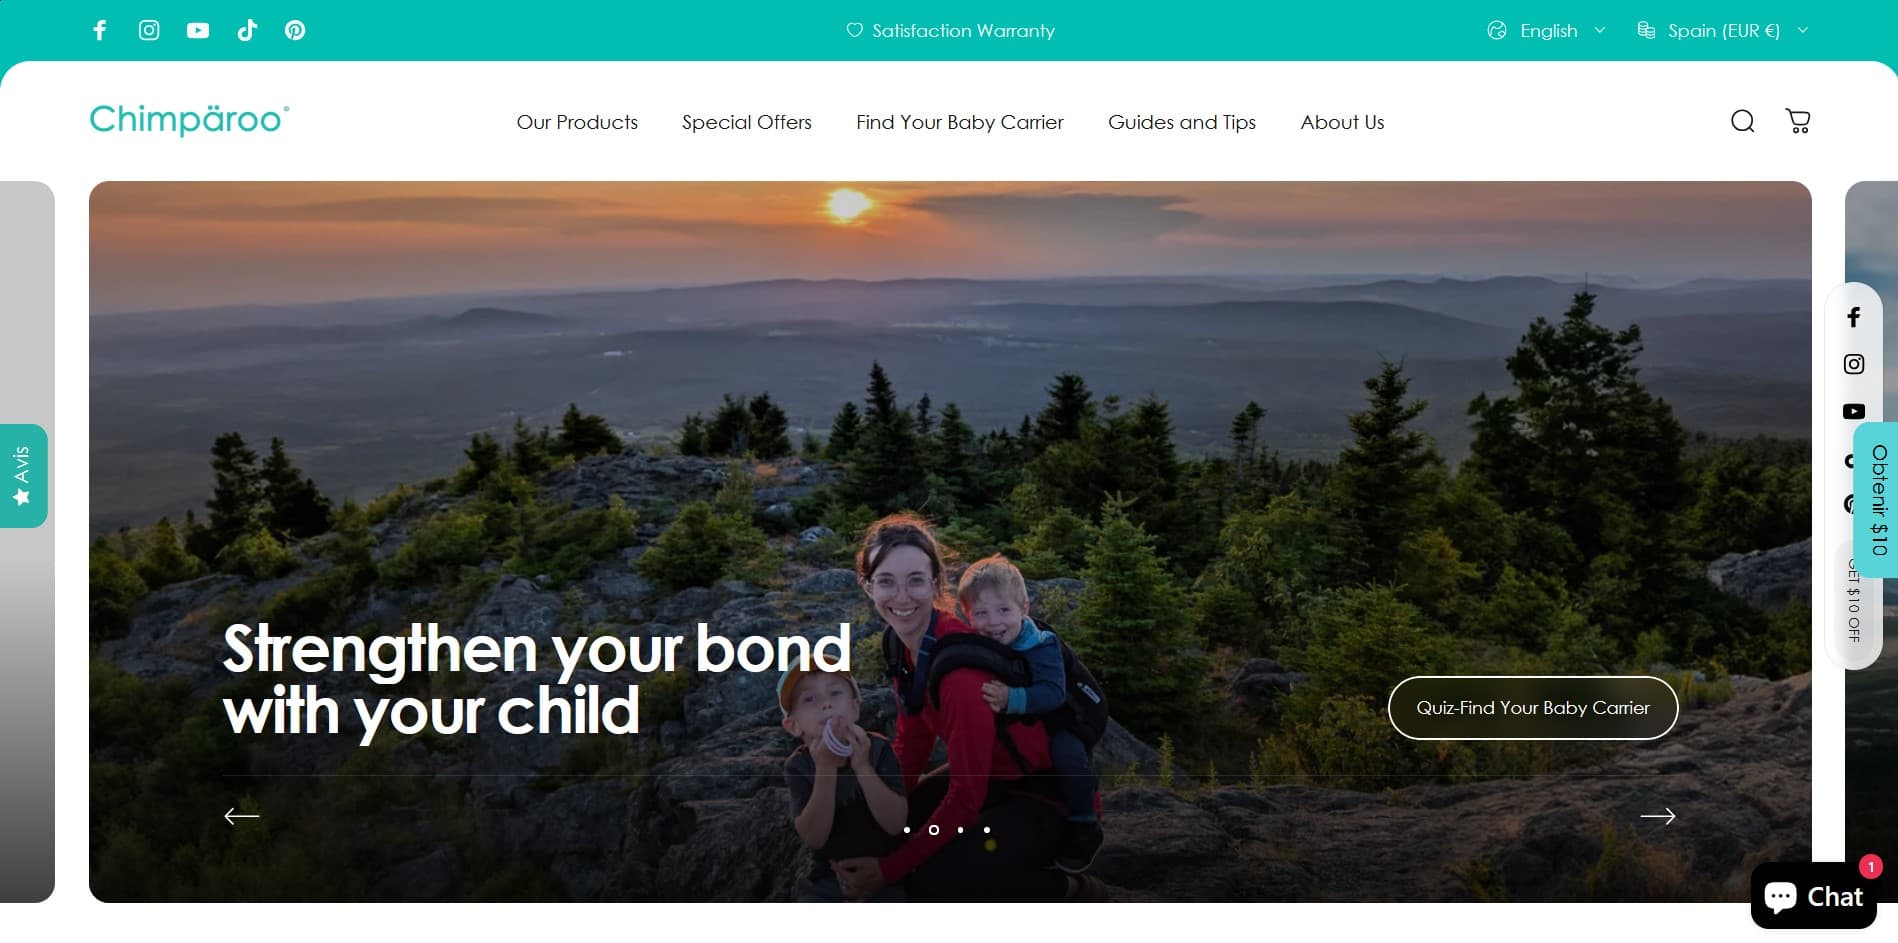 Satisfaction Warranty
English
Spain (EUR €)
Chimpäroo®
Our Products
Special Offers
Find Your Baby Carrier
Guides and Tips
About Us
Avis
Strengthen your bond
with your child
Quiz-Find Your Baby Carrier
Obtenir $10
GET $10 OFF
1
Chat